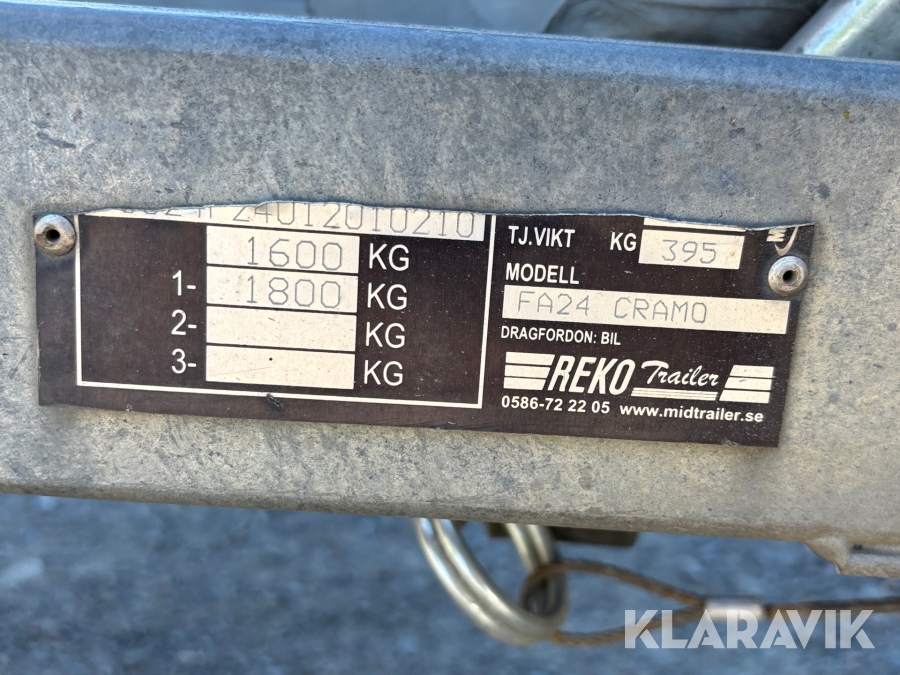 Z4U12010210
1600 KG
1- 1800 KG
2- KG
3- KG
TJ.VIKT KG 395
MODELL
FA24 CRAMO
DRAGFORDON: BIL
REKO Trailer
0586-72 22 05 www.midtrailer.se
KLARAVIK